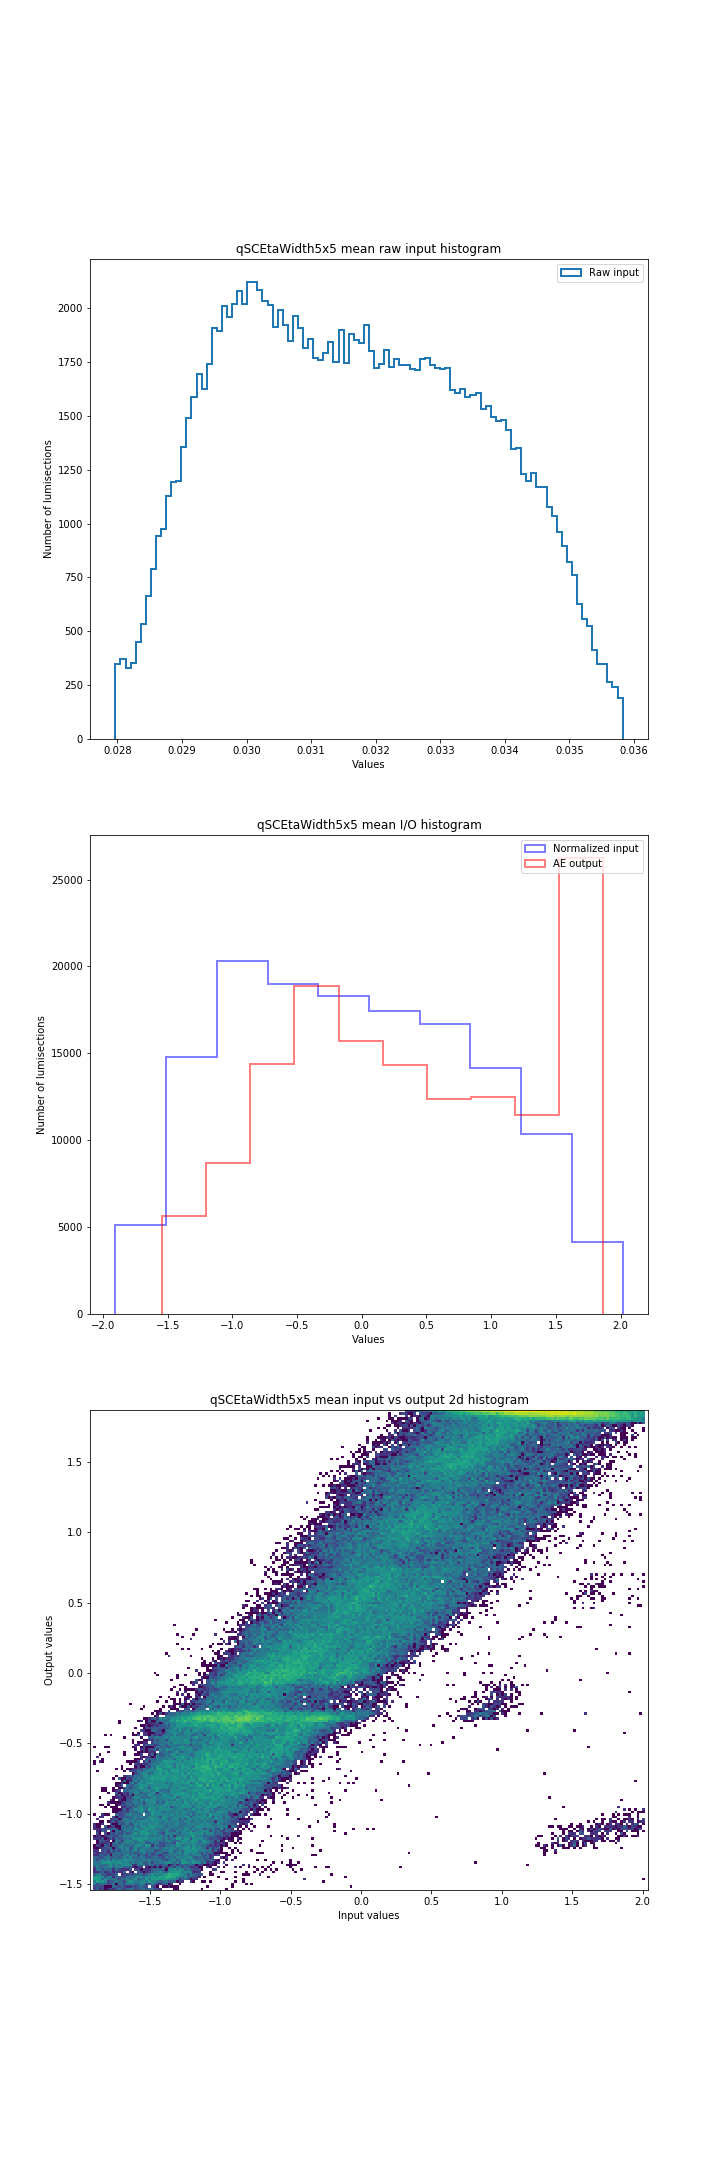 qSCEtaWidth5x5 mean raw input histogram
Raw input
2000
1750
1500
1250
1000
750
500
250
0
Number of lumisections
0.028 0.029 0.030 0.031 0.032 0.033 0.034 0.035 0.036
Values
qSCEtaWidth5x5 mean I/O histogram
Normalized input
AE output
25000
20000
15000
10000
5000
0
Number of lumisections
−2.0 −1.5 −1.0 −0.5 0.0 0.5 1.0 1.5 2.0
Values
qSCEtaWidth5x5 mean input vs output 2d histogram
1.5
1.0
0.5
0.0
−0.5
−1.0
−1.5
Output values
−1.5 −1.0 −0.5 0.0 0.5 1.0 1.5 2.0
Input values